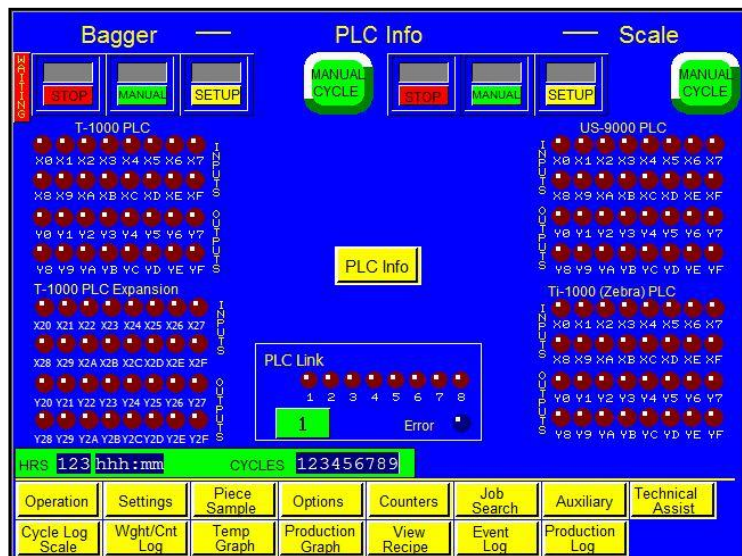 Bagger — PLC Info — Scale
WAITING
STOP MANUAL SETUP MANUAL CYCLE STOP MANUAL SETUP MANUAL CYCLE
T-1000 PLC
X0 X1 X2 X3 X4 X5 X6 X7
X8 X9 XA XB XC XD XE XF
INPUTS
Y0 Y1 Y2 Y3 Y4 Y5 Y6 Y7
Y8 Y9 YA YB YC YD YE YF
OUTPUTS
US-9000 PLC
INPUTS
X0 X1 X2 X3 X4 X5 X6 X7
X8 X9 XA XB XC XD XE XF
OUTPUTS
Y0 Y1 Y2 Y3 Y4 Y5 Y6 Y7
Y8 Y9 YA YB YC YD YE YF
PLC Info
T-1000 PLC Expansion
X20 X21 X22 X23 X24 X25 X26 X27
X28 X29 X2A X2B X2C X2D X2E X2F
INPUTS
Y20 Y21 Y22 Y23 Y24 Y25 Y26 Y27
Y28 Y29 Y2A Y2B Y2C Y2D Y2E Y2F
OUTPUTS
PLC Link
1 2 3 4 5 6 7 8
1 Error
Ti-1000 (Zebra) PLC
INPUTS
X0 X1 X2 X3 X4 X5 X6 X7
X8 X9 XA XB XC XD XE XF
OUTPUTS
Y0 Y1 Y2 Y3 Y4 Y5 Y6 Y7
Y8 Y9 YA YB YC YD YE YF
HRS 123 hhh:mm CYCLES 123456789
Operation Settings Piece Sample Options Counters Job Search Auxiliary Technical Assist
Cycle Log Scale Wght/Cnt Log Temp Graph Production Graph View Recipe Event Log Production Log